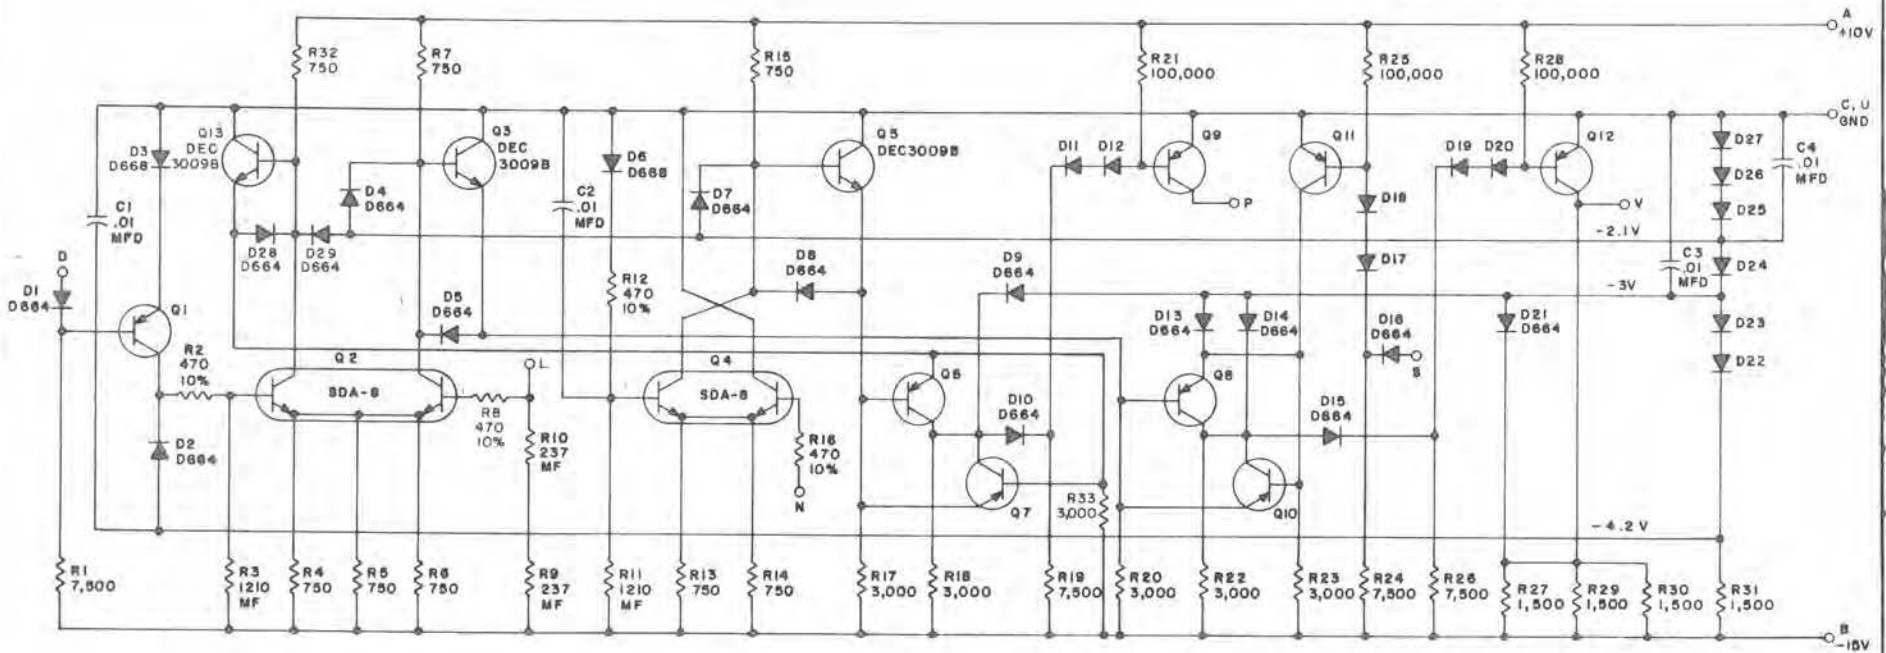 A
+10V
R32
750
R7
750
R15
750
R21
100,000
R25
100,000
R28
100,000
C, U
GND
Q13
DEC
3009B
Q3
DEC
3009B
Q5
DEC3009B
Q9
Q11
Q12
D3
D668
D4
D664
D6
D668
D7
D664
D11
D12
D19
D20
D27
D26
D25
C4
.01
MFD
C1
.01
MFD
C2
.01
MFD
P
D18
V
-2.1V
D28
D664
D29
D664
D8
D664
D9
D664
D17
C3
.01
MFD
D24
-3V
D
D1
D664
Q1
R12
470
10%
D5
D664
D13
D664
D14
D664
D16
D664
S
D21
D664
D23
D22
R2
470
10%
Q2
SDA-8
L
R8
470
10%
R10
237
MF
Q4
SDA-8
R16
470
10%
N
Q6
D10
D664
Q8
D15
D664
D2
D664
Q7
R33
3,000
Q10
-4.2V
R1
7,500
R3
1210
MF
R4
750
R5
750
R6
750
R9
237
MF
R11
1210
MF
R13
750
R14
750
R17
3,000
R18
3,000
R19
7,500
R20
3,000
R22
3,000
R23
3,000
R24
7,500
R26
7,500
R27
1,500
R29
1,500
R30
1,500
R31
1,500
B
-15V